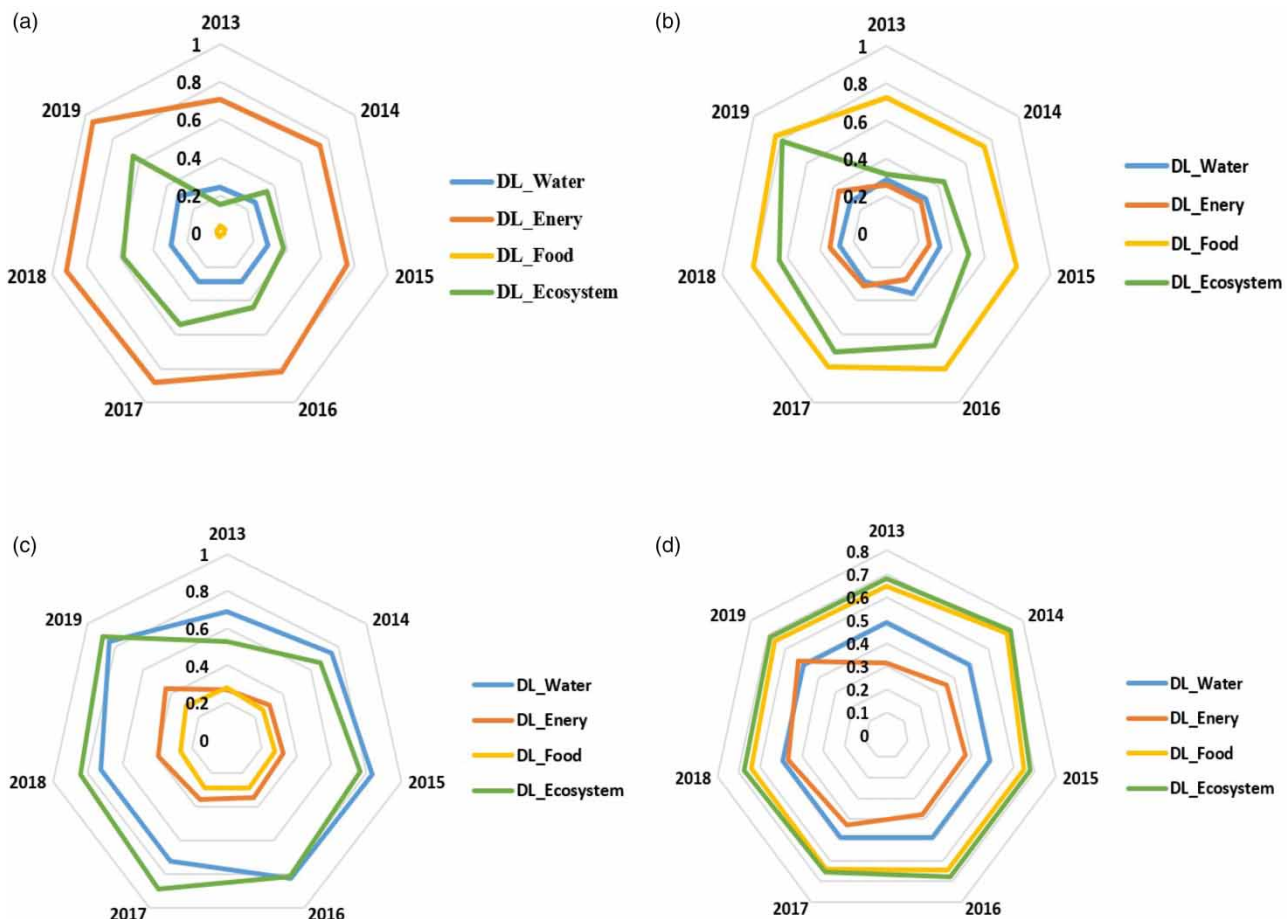 (a)
2013
1
0.8
0.6
0.4
0.2
0
2014
2015
2016
2017
2018
2019
DL_Water
DL_Enery
DL_Food
DL_Ecosystem
(b)
2013
1
0.8
0.6
0.4
0.2
0
2014
2015
2016
2017
2018
2019
DL_Water
DL_Enery
DL_Food
DL_Ecosystem
(c)
2013
1
0.8
0.6
0.4
0.2
0
2014
2015
2016
2017
2018
2019
DL_Water
DL_Enery
DL_Food
DL_Ecosystem
(d)
2013
0.8
0.7
0.6
0.5
0.4
0.3
0.2
0.1
0
2014
2015
2016
2017
2018
2019
DL_Water
DL_Enery
DL_Food
DL_Ecosystem